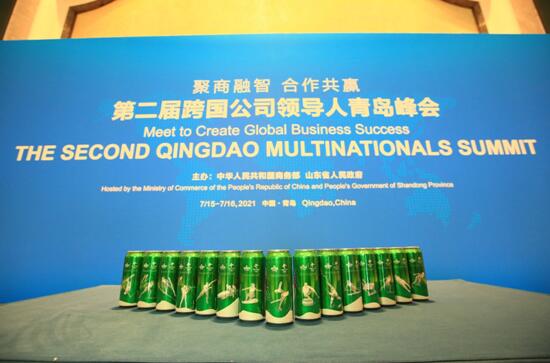 聚商融智 合作共赢
第二届跨国公司领导人青岛峰会
Meet to Create Global Business Success
THE SECOND QINGDAO MULTINATIONALS SUMMIT
主办：中华人民共和国商务部 山东省人民政府
Hosted by the Ministry of Commerce of the People's Republic of China and People's Government of Shandong Province
7/15-7/16, 2021 中国·青岛 Qingdao,China